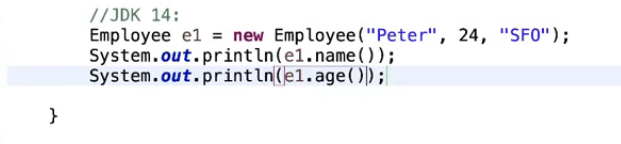 //JDK 14:
Employee e1 = new Employee("Peter", 24, "SFO");
System.out.println(e1.name());
System.out.println(e1.age());
}